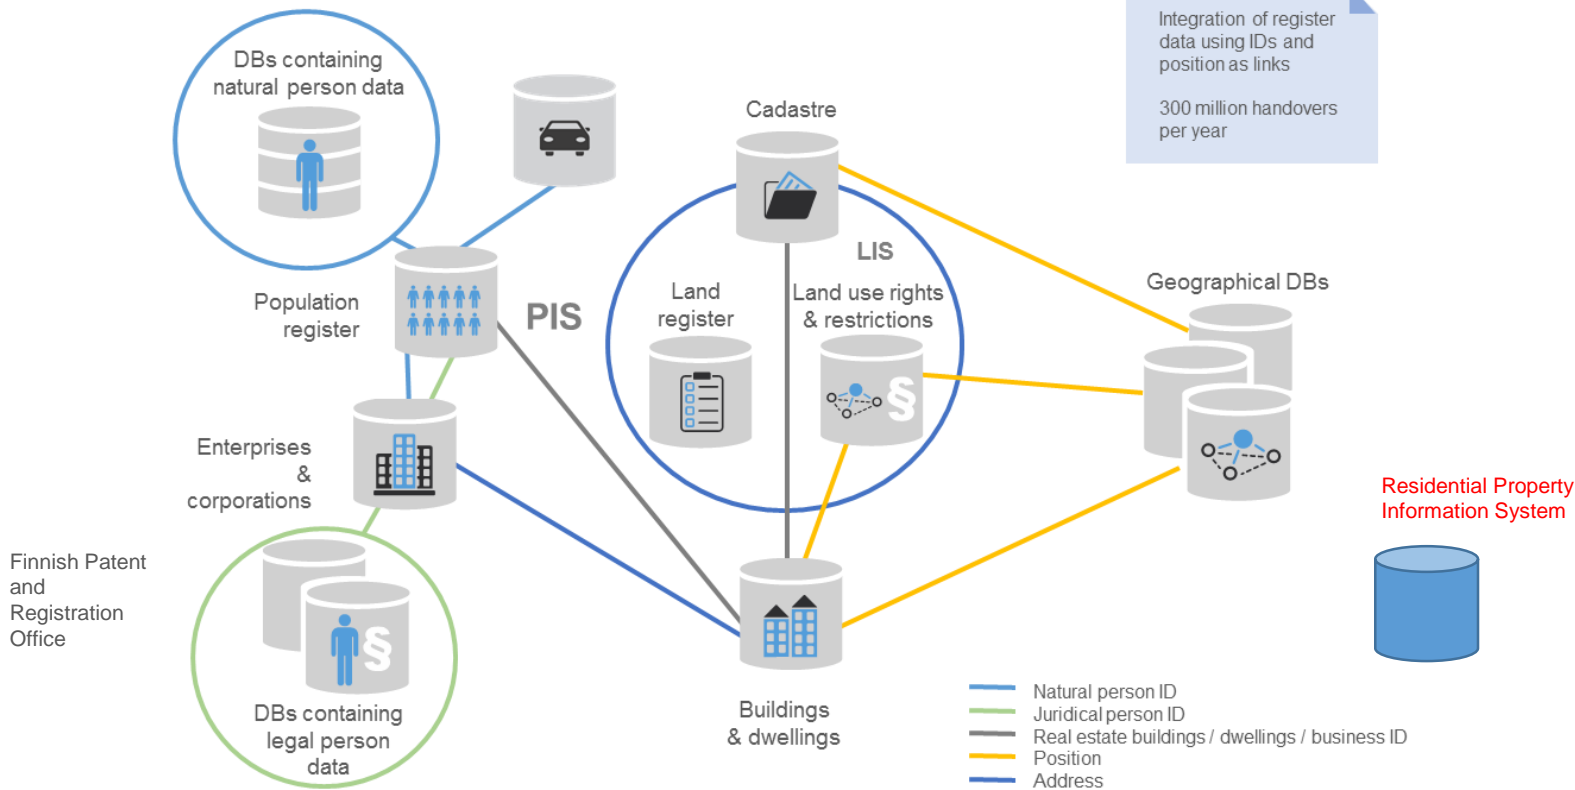 Integration of register
data using IDs and
position as links
300 million handovers
per year
DBs containing
natural person data
Cadastre
LIS
Geographical DBs
Population
register
PIS
Land
register
Land use rights
& restrictions
Enterprises
&
corporations
Residential Property
Information System
Finnish Patent
and
Registration
Office
§
§
DBs containing
legal person
data
Buildings
& dwellings
Natural person ID
Juridical person ID
Real estate buildings / dwellings / business ID
Position
Address